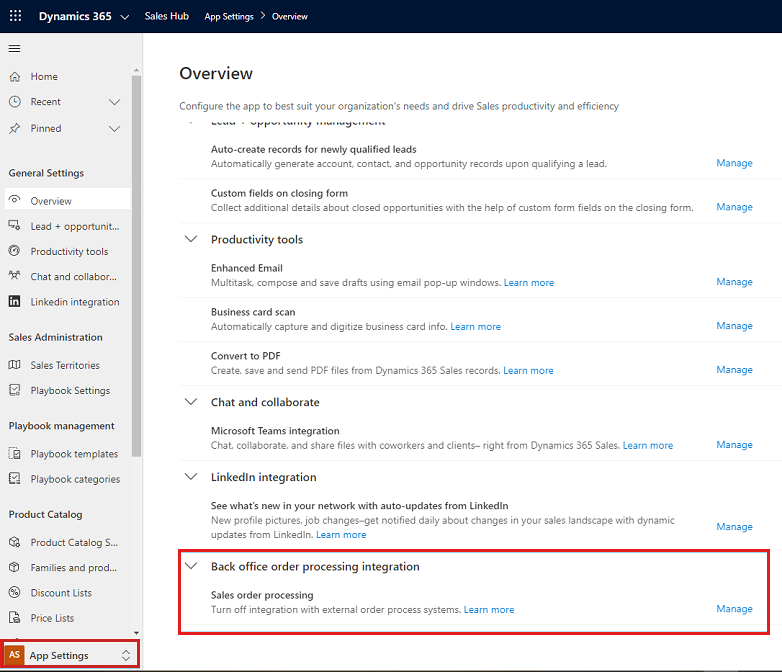 Dynamics 365 Sales Hub App Settings > Overview
Home
Recent
Pinned
General Settings
Overview
Lead + opportunit...
Productivity tools
Chat and collabor...
Linkedin integration
Sales Administration
Sales Territories
Playbook Settings
Playbook management
Playbook templates
Playbook categories
Product Catalog
Product Catalog S...
Families and prod...
Discount Lists
Price Lists
AS App Settings
Overview
Configure the app to best suit your organization's needs and drive Sales productivity and efficiency
Lead + opportunity management
Auto-create records for newly qualified leads
Automatically generate account, contact, and opportunity records upon qualifying a lead.
Manage
Custom fields on closing form
Collect additional details about closed opportunities with the help of custom form fields on the closing form.
Manage
Productivity tools
Enhanced Email
Multitask, compose and save drafts using email pop-up windows. Learn more
Manage
Business card scan
Automatically capture and digitize business card info. Learn more
Manage
Convert to PDF
Create, save and send PDF files from Dynamics 365 Sales records. Learn more
Manage
Chat and collaborate
Microsoft Teams integration
Chat, collaborate, and share files with coworkers and clients– right from Dynamics 365 Sales. Learn more
Manage
LinkedIn integration
See what's new in your network with auto-updates from LinkedIn
New profile pictures, job changes–get notified daily about changes in your sales landscape with dynamic
updates from LinkedIn. Learn more
Manage
Back office order processing integration
Sales order processing
Turn off integration with external order process systems. Learn more
Manage